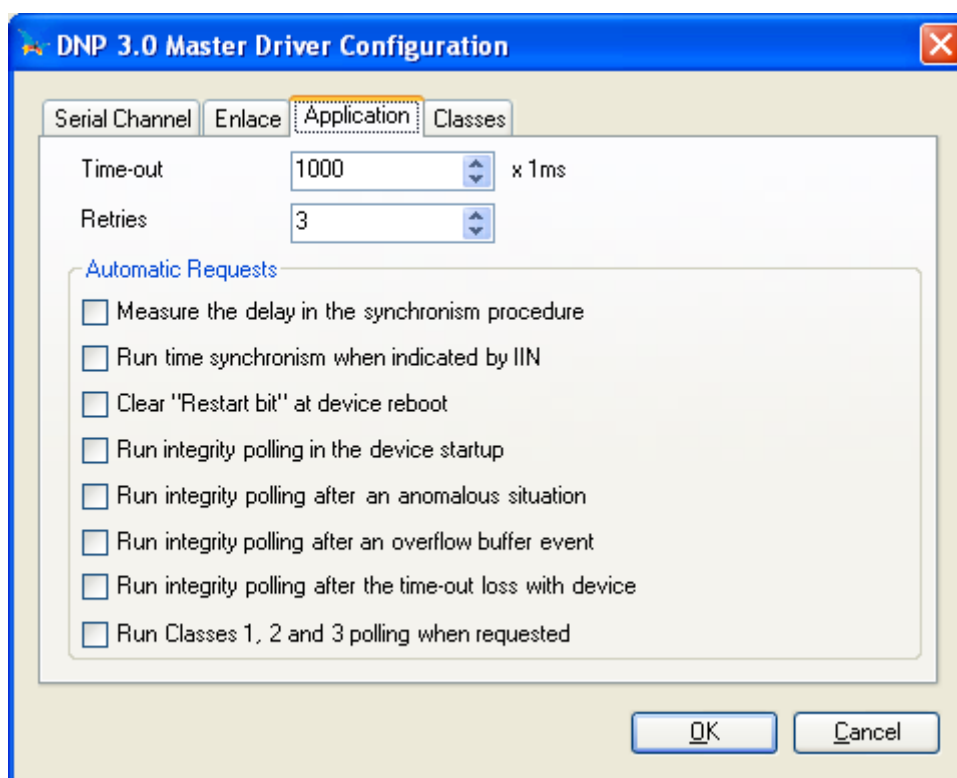 DNP 3.0 Master Driver Configuration
Serial Channel Enlace Application Classes
Time-out 1000 x 1ms
Retries 3
Automatic Requests
Measure the delay in the synchronism procedure
Run time synchronism when indicated by IIN
Clear "Restart bit" at device reboot
Run integrity polling in the device startup
Run integrity polling after an anomalous situation
Run integrity polling after an overflow buffer event
Run integrity polling after the time-out loss with device
Run Classes 1, 2 and 3 polling when requested
OK Cancel